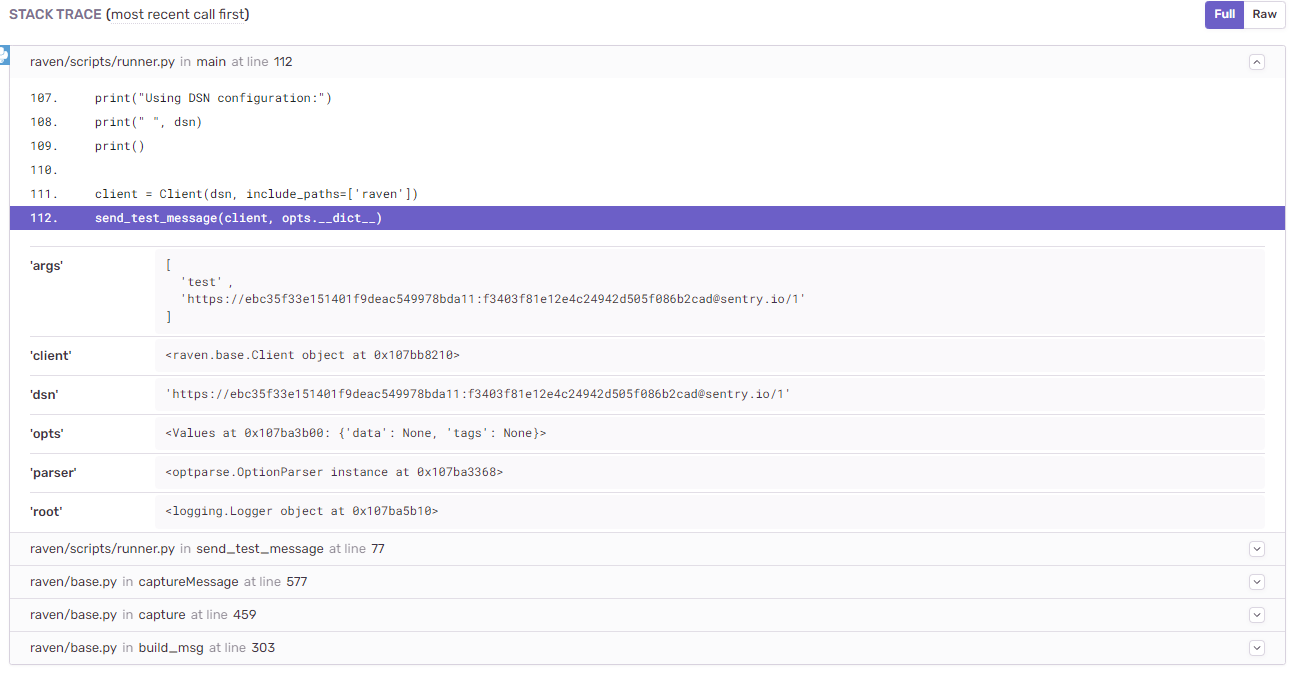 STACK TRACE (most recent call first)
Full Raw
raven/scripts/runner.py in main at line 112
107. print("Using DSN configuration:")
108. print(" ", dsn)
109. print()
110.
111. client = Client(dsn, include_paths=['raven'])
112. send_test_message(client, opts.__dict__)
'args' [
'test' ,
'https://ebc35f33e151401f9deac549978bda11:f3403f81e12e4c24942d505f086b2cad@sentry.io/1'
]
'client' <raven.base.Client object at 0x107bb8210>
'dsn' 'https://ebc35f33e151401f9deac549978bda11:f3403f81e12e4c24942d505f086b2cad@sentry.io/1'
'opts' <Values at 0x107ba3b00: {'data': None, 'tags': None}>
'parser' <optparse.OptionParser instance at 0x107ba3368>
'root' <logging.Logger object at 0x107ba5b10>
raven/scripts/runner.py in send_test_message at line 77
raven/base.py in captureMessage at line 577
raven/base.py in capture at line 459
raven/base.py in build_msg at line 303